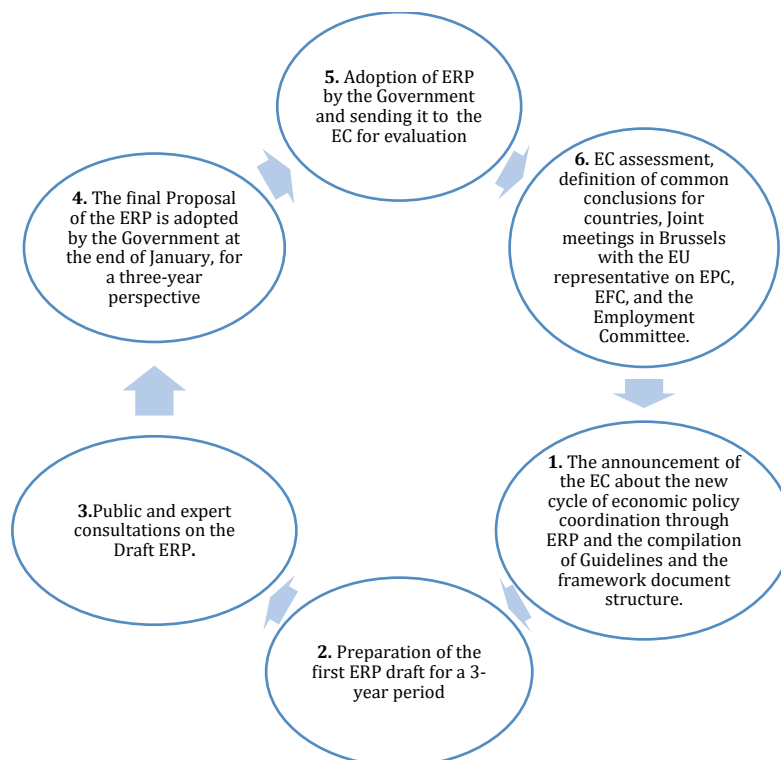 5. Adoption of ERP
by the Government
and sending it to the
EC for evaluation
6. EC assessment,
definition of common
conclusions for
countries, Joint
meetings in Brussels
with the EU
representative on EPC,
EFC, and the
Employment
Committee.
1. The announcement of
the EC about the new
cycle of economic policy
coordination through
ERP and the compilation
of Guidelines and the
framework document
structure.
2. Preparation of the
first ERP draft for a 3-
year period
3.Public and expert
consultations on the
Draft ERP.
4. The final Proposal
of the ERP is adopted
by the Government at
the end of January, for
a three-year
perspective